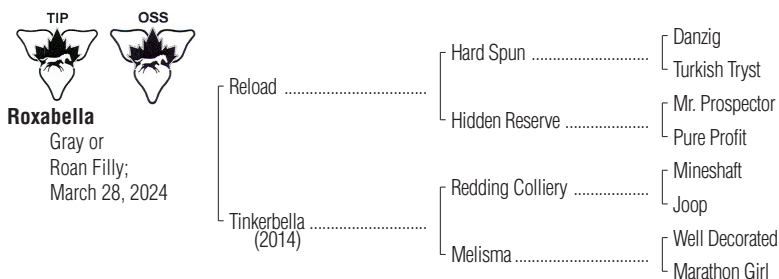 TIP OSS
Roxabella
Gray or
Roan Filly;
March 28, 2024
Reload ................................
Tinkerbella ..........................
(2014)
Hard Spun ..........................
Hidden Reserve ..................
Redding Colliery .................
Melisma..............................
Danzig
Turkish Tryst
Mr. Prospector
Pure Profit
Mineshaft
Joop
Well Decorated
Marathon Girl